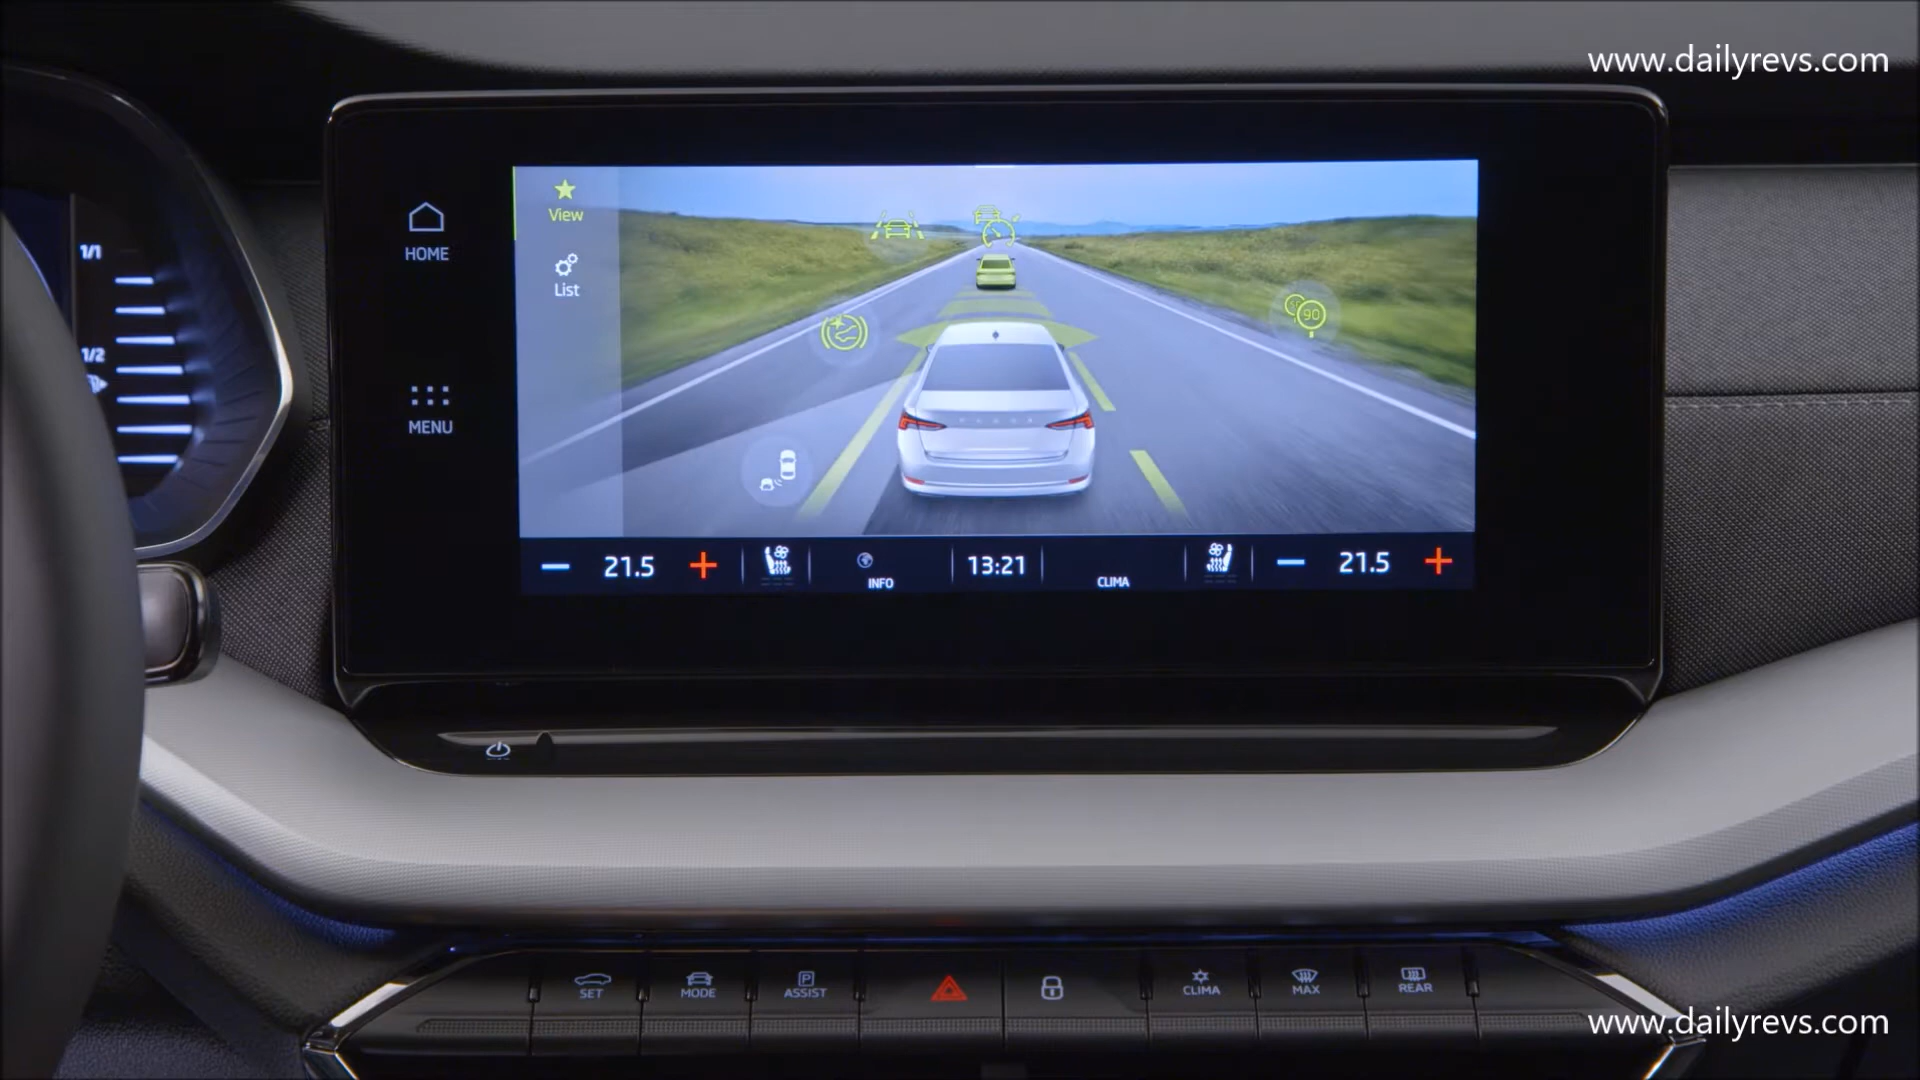 www.dailyrevs.com
1/1
1/2
HOME
MENU
View
List
90
SKODA
21.5
INFO
13:21
CLIMA
21.5
SET
MODE
P
ASSIST
CLIMA
MAX
REAR
www.dailyrevs.com